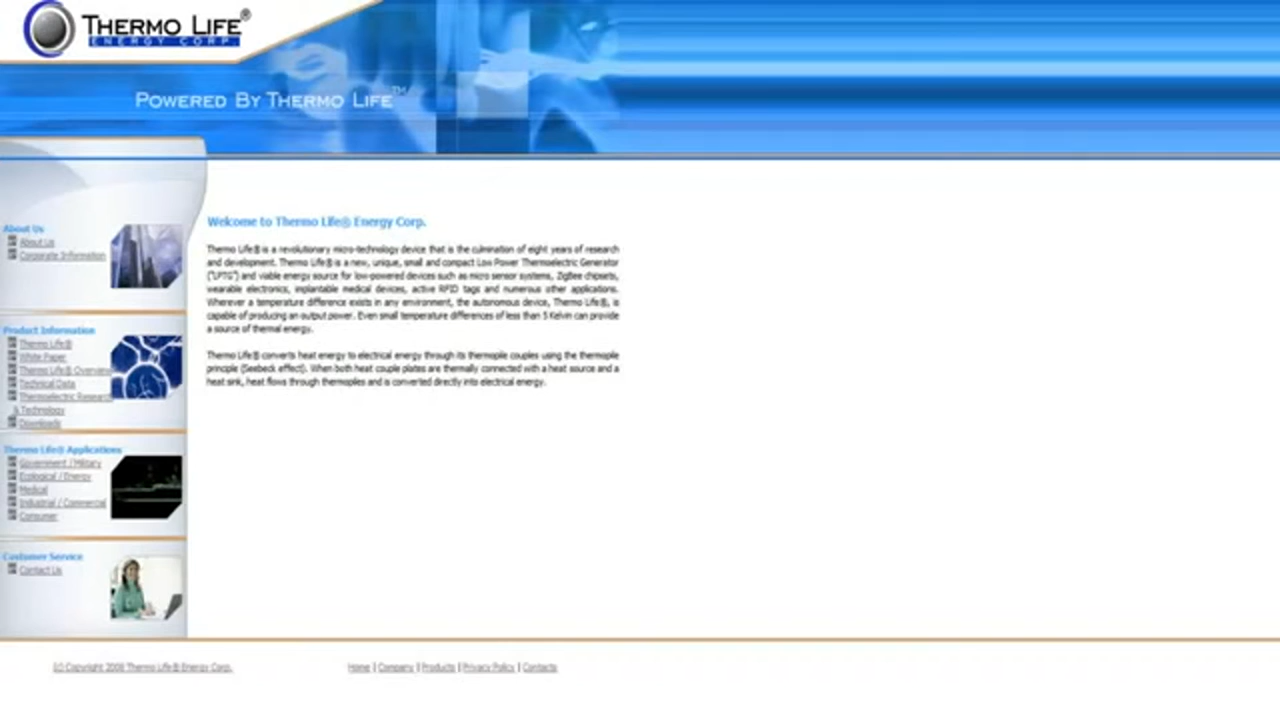 THERMO LIFE®
ENERGY CORP.
POWERED BY THERMO LIFE™
About Us
About Us
Corporate Information
Product Information
Thermo Life®
White Paper
Thermo Life® Overview
Technical Data
Thermoelectric Research
& Technology
Downloads
Thermo Life® Applications
Government / Military
Ecological / Energy
Medical
Industrial / Commercial
Consumer
Customer Service
Contact Us
Welcome to Thermo Life® Energy Corp.
Thermo Life® is a revolutionary micro-technology device that is the culmination of eight years of research
and development. Thermo Life® is a new, unique, small and compact Low Power Thermoelectric Generator
("LPTG") and viable energy source for low-powered devices such as micro sensor systems, ZigBee chipsets,
wearable electronics, implantable medical devices, active RFID tags and numerous other applications.
Wherever a temperature difference exists in any environment, the autonomous device, Thermo Life®, is
capable of producing an output power. Even small temperature differences of less than 5 Kelvin can provide
a source of thermal energy.
Thermo Life® converts heat energy to electrical energy through its thermopile couples using the thermopile
principle (Seebeck effect). When both heat couple plates are thermally connected with a heat source and a
heat sink, heat flows through thermopiles and is converted directly into electrical energy.
(C) Copyright 2008 Thermo Life® Energy Corp.
Home | Company | Products | Privacy Policy | Contacts